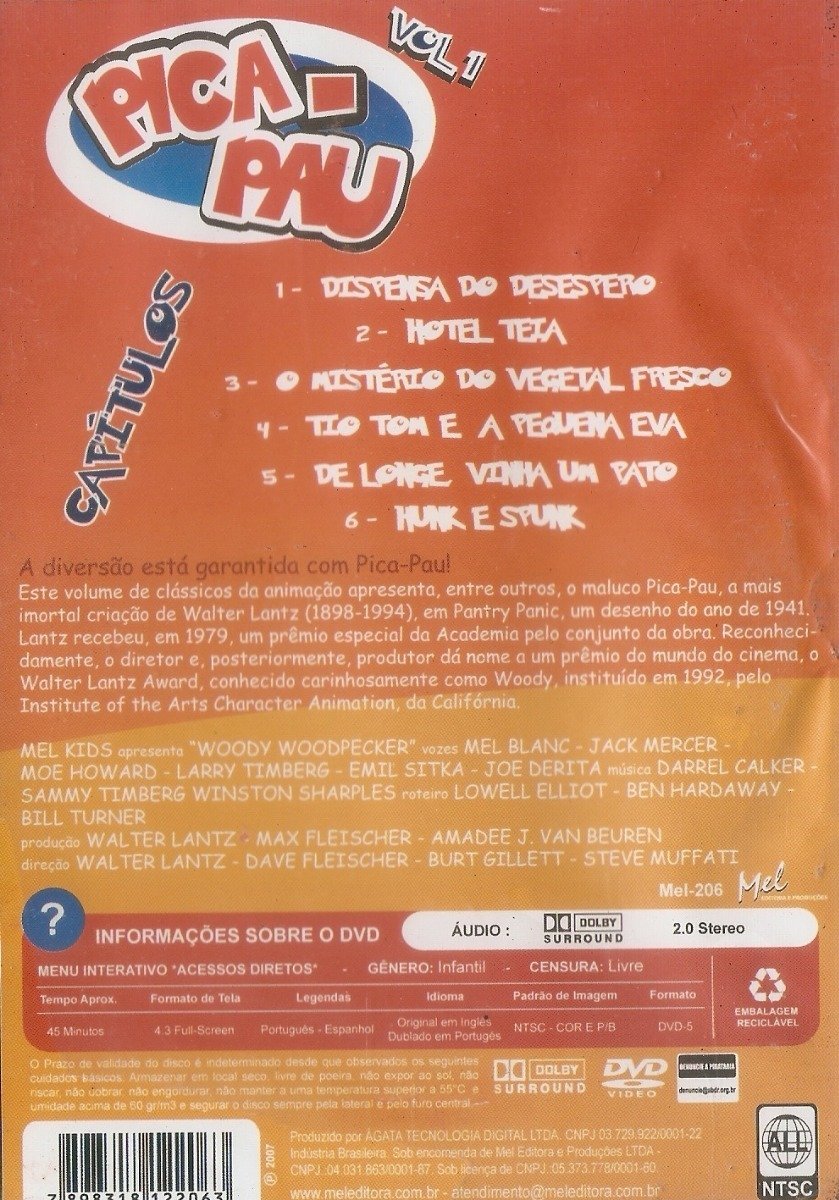 VOL 1
PICA-
PAU
CAPÍTULOS
1 - DISPENSA DO DESESPERO
2 - HOTEL TEIA
3 - O MISTÉRIO DO VEGETAL FRESCO
4 - TIO TOM E A PEQUENA EVA
5 - DE LONGE VINHA UM PATO
6 - HUNK E SPUNK
A diversão está garantida com Pica-Pau!
Este volume de clássicos da animação apresenta, entre outros, o maluco Pica-Pau, a mais
imortal criação de Walter Lantz (1898-1994), em Pantry Panic, um desenho do ano de 1941.
Lantz recebeu, em 1979, um prêmio especial da Academia pelo conjunto da obra. Reconheci-
damente, o diretor e, posteriormente, produtor dá nome a um prêmio do mundo do cinema, o
Walter Lantz Award, conhecido carinhosamente como Woody, instituído em 1992, pelo
Institute of the Arts Character Animation, da Califórnia.
MEL KIDS apresenta "WOODY WOODPECKER" vozes MEL BLANC - JACK MERCER -
MOE HOWARD - LARRY TIMBERG - EMIL SITKA - JOE DERITA música DARREL CALKER -
SAMMY TIMBERG WINSTON SHARPLES roteiro LOWELL ELLIOT - BEN HARDAWAY -
BILL TURNER
produção WALTER LANTZ - MAX FLEISCHER - AMADEE J. VAN BEUREN
direção WALTER LANTZ - DAVE FLEISCHER - BURT GILLETT - STEVE MUFFATI
Mel-206 Mel
EDITORA E PRODUÇÕES
? INFORMAÇÕES SOBRE O DVD
ÁUDIO : DOLBY SURROUND 2.0 Stereo
MENU INTERATIVO *ACESSOS DIRETOS* - GÊNERO: Infantil - CENSURA: Livre
Tempo Aprox. Formato de Tela Legendas Idioma Padrão de Imagem Formato
45 Minutos 4.3 Full-Screen Português - Espanhol Original em Inglês Dublado em Portugês NTSC - COR E P/B DVD-5
EMBALAGEM
RECICLÁVEL
O Prazo de validade do disco é indeterminado desde que observados os seguintes
cuidados básicos: Armazenar em local seco, livre de poeira, não expor ao sol, não
riscar, não dobrar, não engordurar, não manter a uma temperatura superior a 55°C e
umidade acima de 60 gr/m3 e segurar o disco sempre pela lateral e pelo furo central.
DOLBY
SURROUND
DVD
VIDEO
DENUNCIE A PIRATARIA
denuncia@ubdr.org.br
℗ 2007
7 898318 122063
Produzido por ÁGATA TECNOLOGIA DIGITAL LTDA. CNPJ 03.729.922/0001-22
Indústria Brasileira. Sob encomenda de Mel Editora e Produções LTDA -
CNPJ :04.031.863/0001-67. Sob licença de CNPJ :05.373.778/0001-60.
www.meleditora.com.br - atendimento@meleditora.com.br
ALL
NTSC